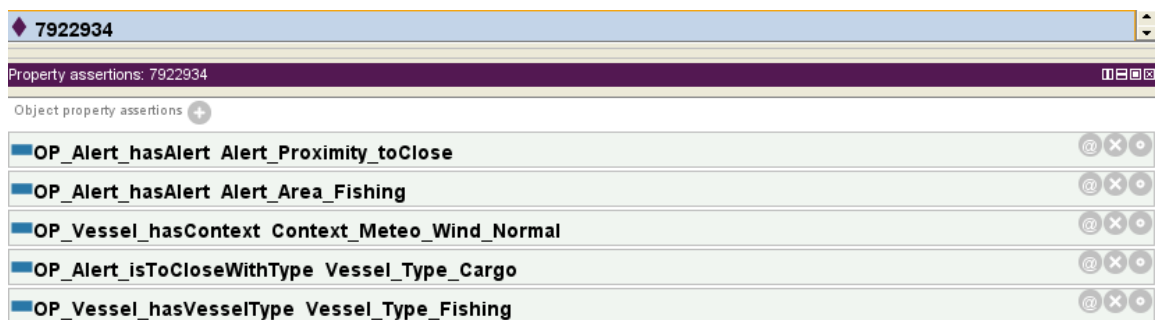 7922934
Property assertions: 7922934
Object property assertions
OP_Alert_hasAlert Alert_Proximity_toClose
OP_Alert_hasAlert Alert_Area_Fishing
OP_Vessel_hasContext Context_Meteo_Wind_Normal
OP_Alert_isToCloseWithType Vessel_Type_Cargo
OP_Vessel_hasVesselType Vessel_Type_Fishing